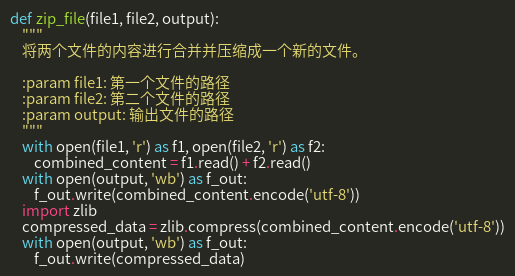 def zip_file(file1, file2, output):
    """
    将两个文件的内容进行合并并压缩成一个新的文件。

    :param file1: 第一个文件的路径
    :param file2: 第二个文件的路径
    :param output: 输出文件的路径
    """
    with open(file1, 'r') as f1, open(file2, 'r') as f2:
        combined_content = f1.read() + f2.read()
    with open(output, 'wb') as f_out:
        f_out.write(combined_content.encode('utf-8'))
    import zlib
    compressed_data = zlib.compress(combined_content.encode('utf-8'))
    with open(output, 'wb') as f_out:
        f_out.write(compressed_data)